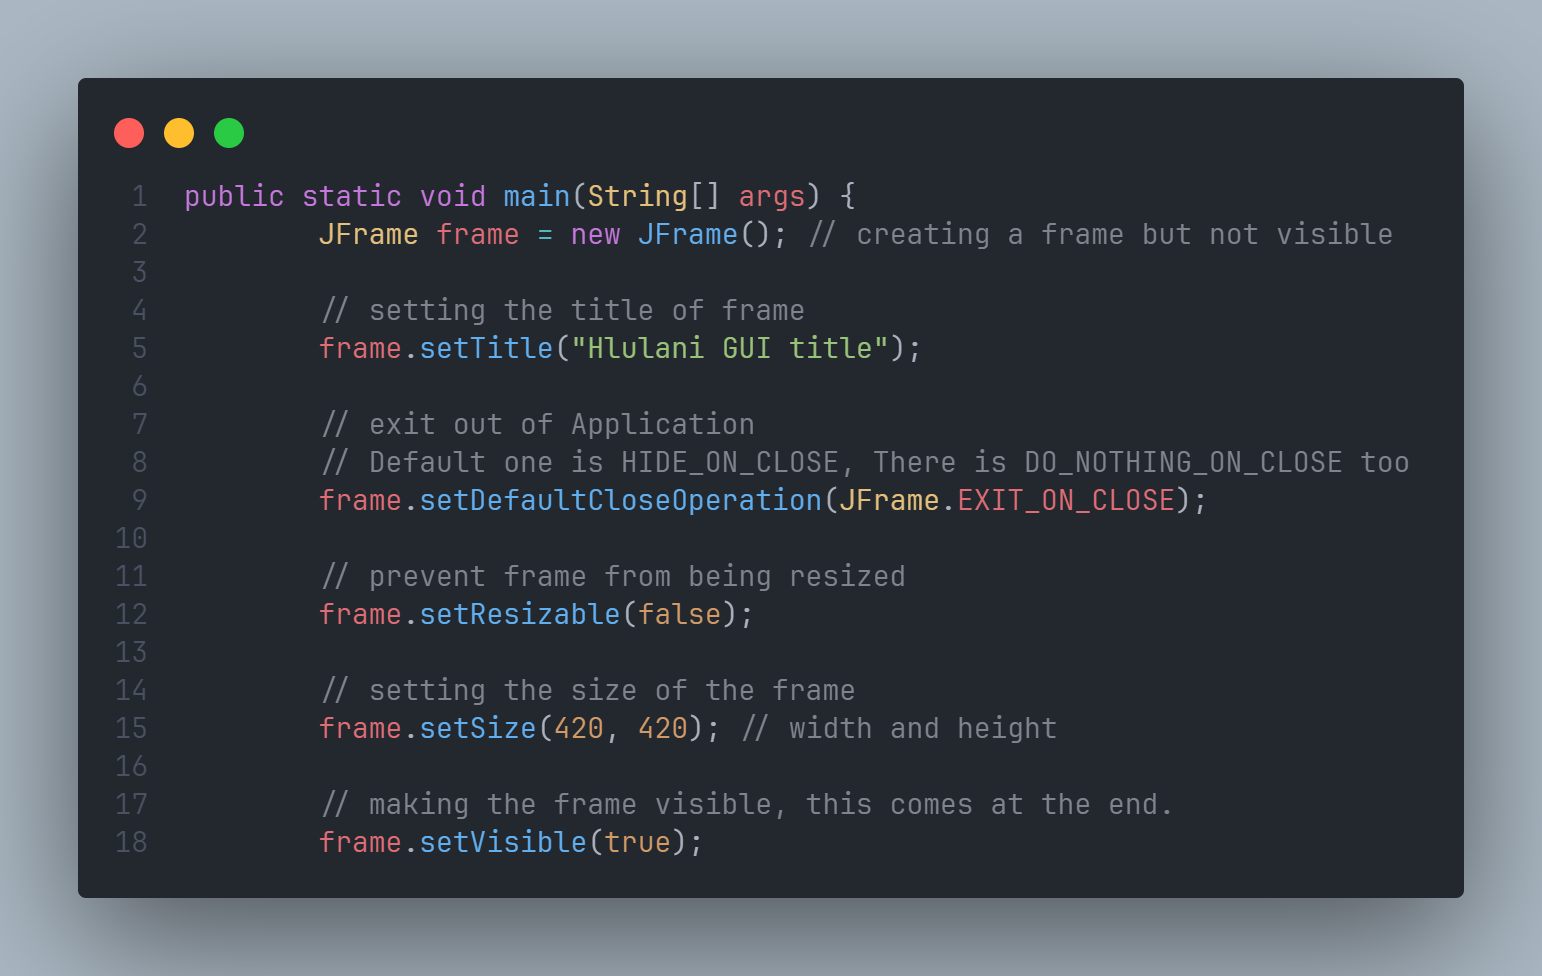 1 public static void main(String[] args) {
2 JFrame frame = new JFrame(); // creating a frame but not visible
3
4 // setting the title of frame
5 frame.setTitle("Hlulani GUI title");
6
7 // exit out of Application
8 // Default one is HIDE_ON_CLOSE, There is DO_NOTHING_ON_CLOSE too
9 frame.setDefaultCloseOperation(JFrame.EXIT_ON_CLOSE);
10
11 // prevent frame from being resized
12 frame.setResizable(false);
13
14 // setting the size of the frame
15 frame.setSize(420, 420); // width and height
16
17 // making the frame visible, this comes at the end.
18 frame.setVisible(true);